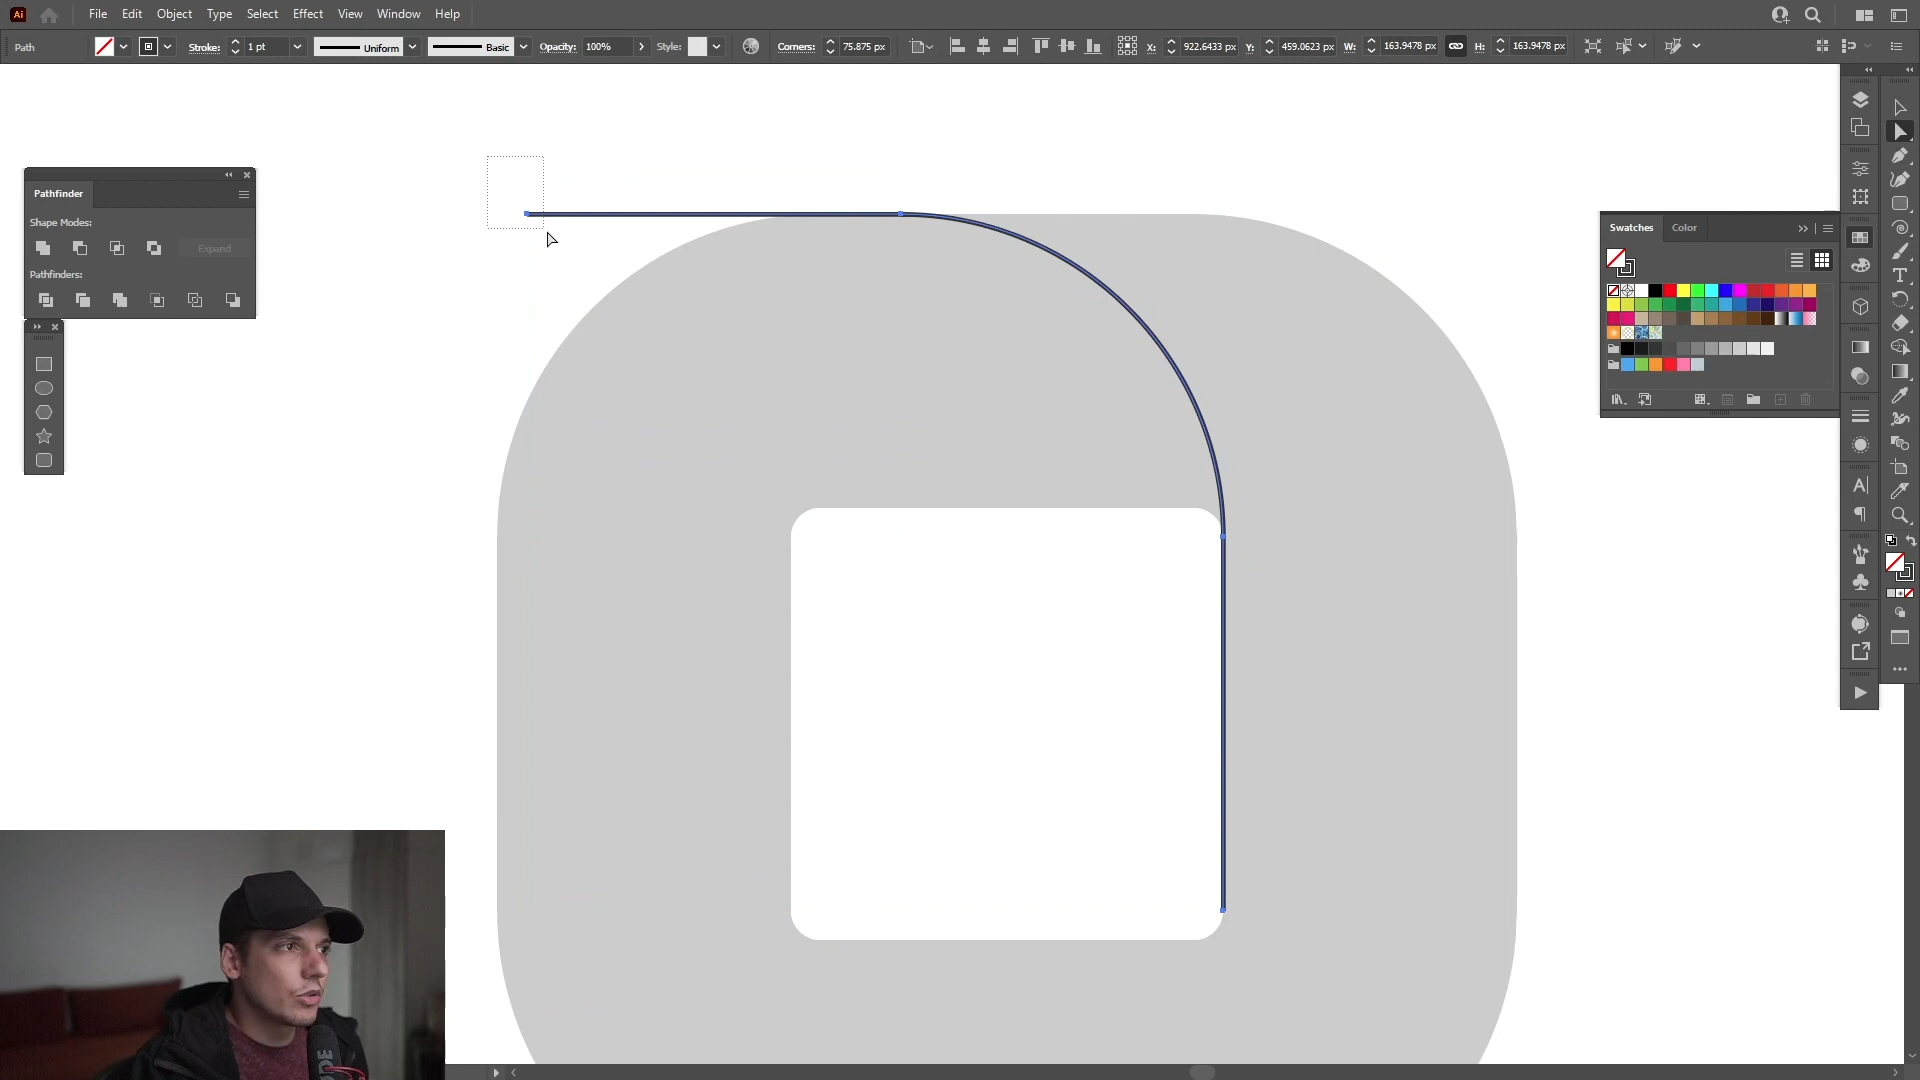 Ai File Edit Object Type Select Effect View Window Help
Path Stroke: 1 pt Uniform Basic Opacity: 100% Style: Corners: 75.875 px X: 922.6433 px Y: 459.0623 px W: 163.9478 px H: 163.9478 px
Pathfinder
Shape Modes:
Expand
Pathfinders:
Swatches Color